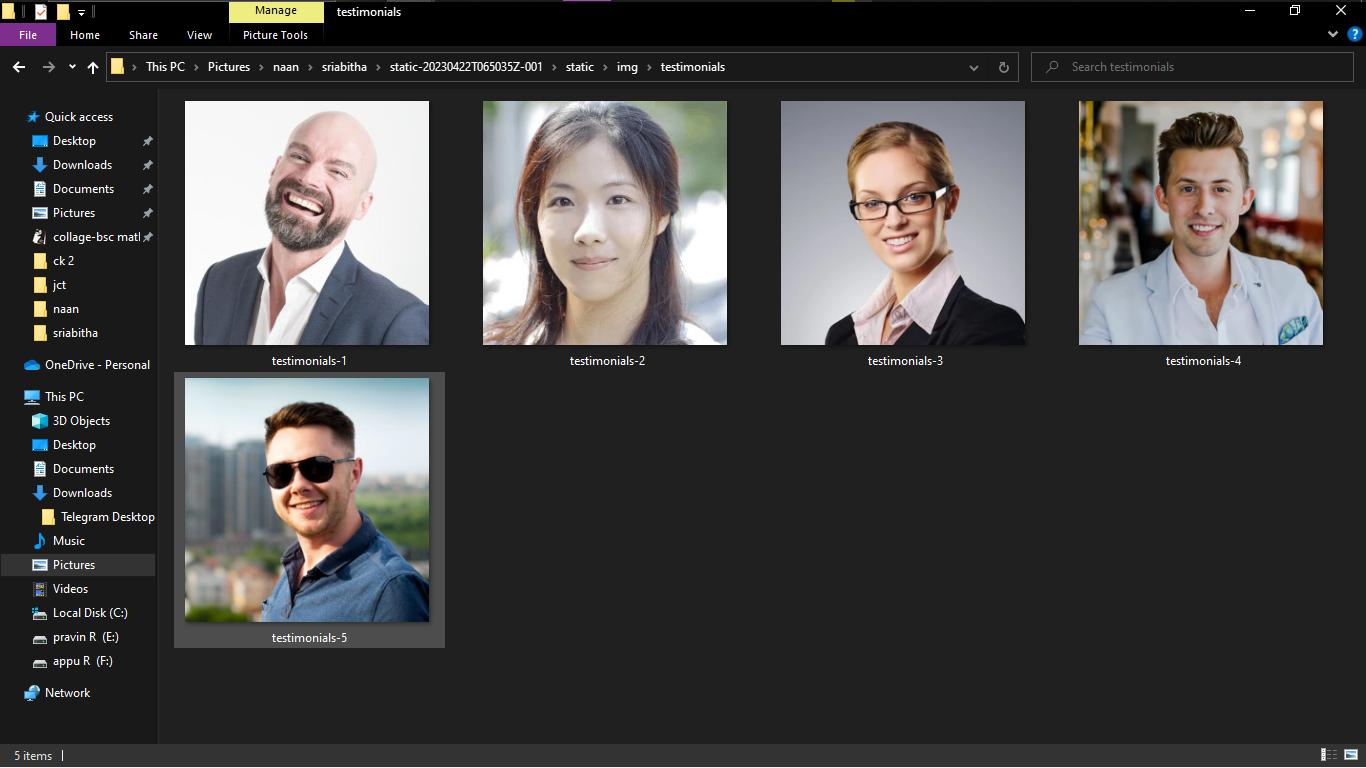 Manage
testimonials
File
Home
Share
View
Picture Tools
This PC
Pictures
naan
sriabitha
static-20230422T065035Z-001
static
img
testimonials
Search testimonials
Quick access
Desktop
Downloads
Documents
Pictures
collage-bsc matl
ck 2
jct
naan
sriabitha
OneDrive - Personal
This PC
3D Objects
Desktop
Documents
Downloads
Telegram Desktop
Music
Pictures
Videos
Local Disk (C:)
pravin R (E:)
appu R (F:)
Network
testimonials-1
testimonials-2
testimonials-3
testimonials-4
testimonials-5
5 items